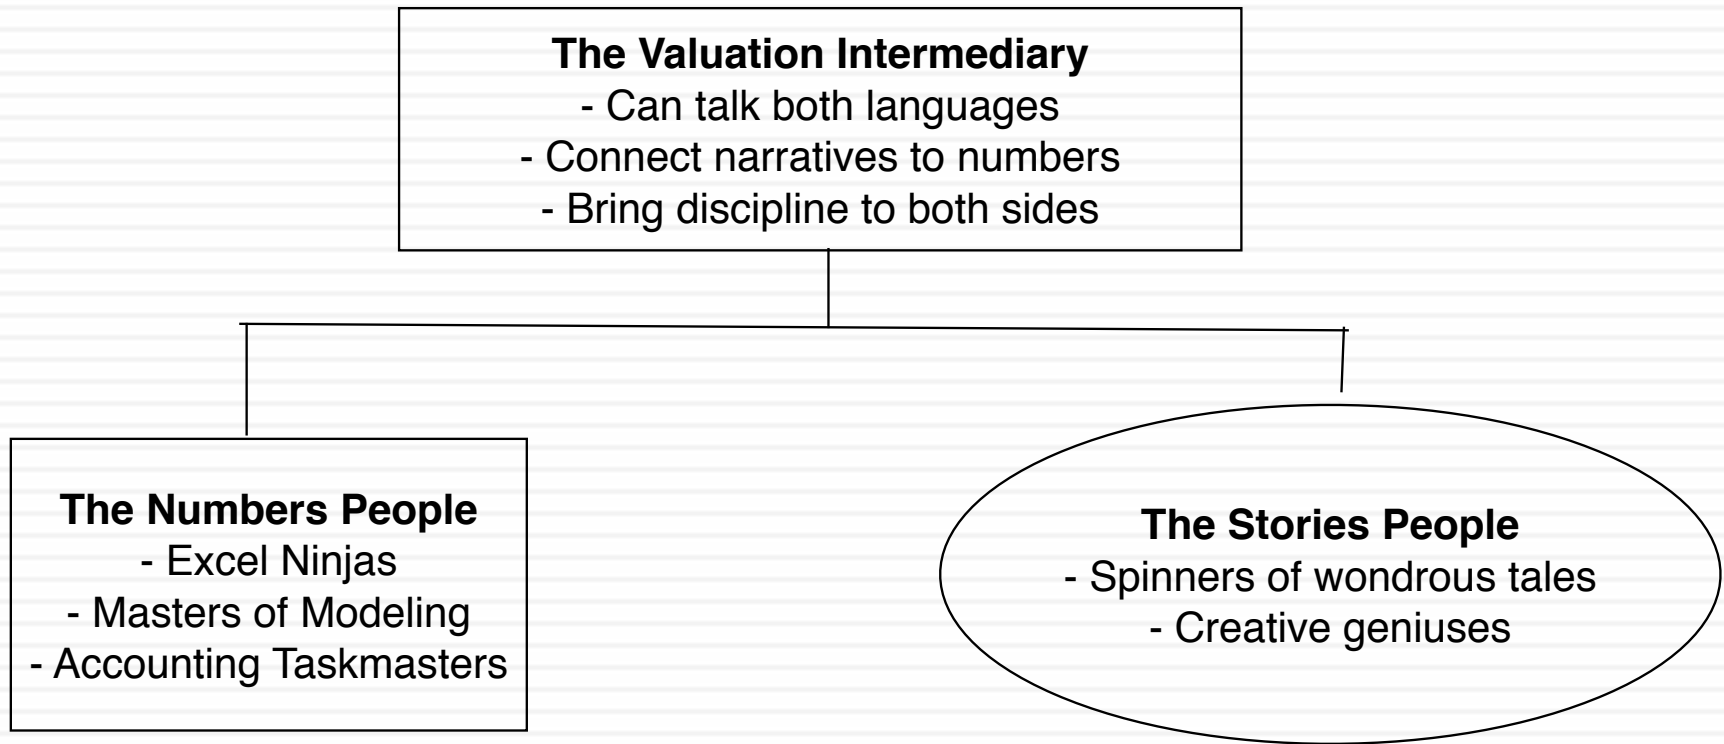 The Valuation Intermediary
- Can talk both languages
- Connect narratives to numbers
- Bring discipline to both sides
The Numbers People
- Excel Ninjas
- Masters of Modeling
- Accounting Taskmasters
The Stories People
- Spinners of wondrous tales
- Creative geniuses